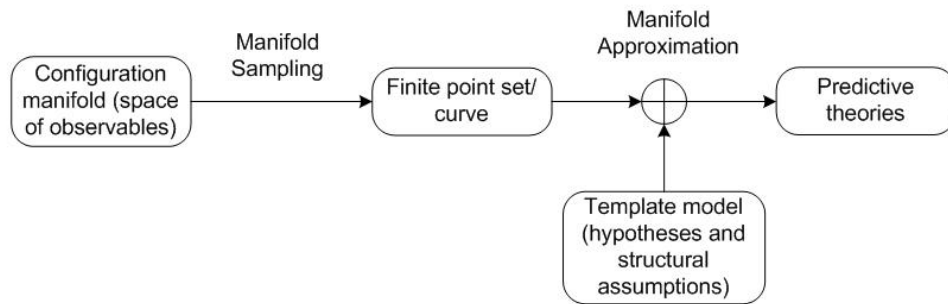 Manifold
Sampling
Manifold
Approximation
Configuration
manifold (space
of observables)
Finite point set/
curve
Predictive
theories
Template model
(hypotheses and
structural
assumptions)